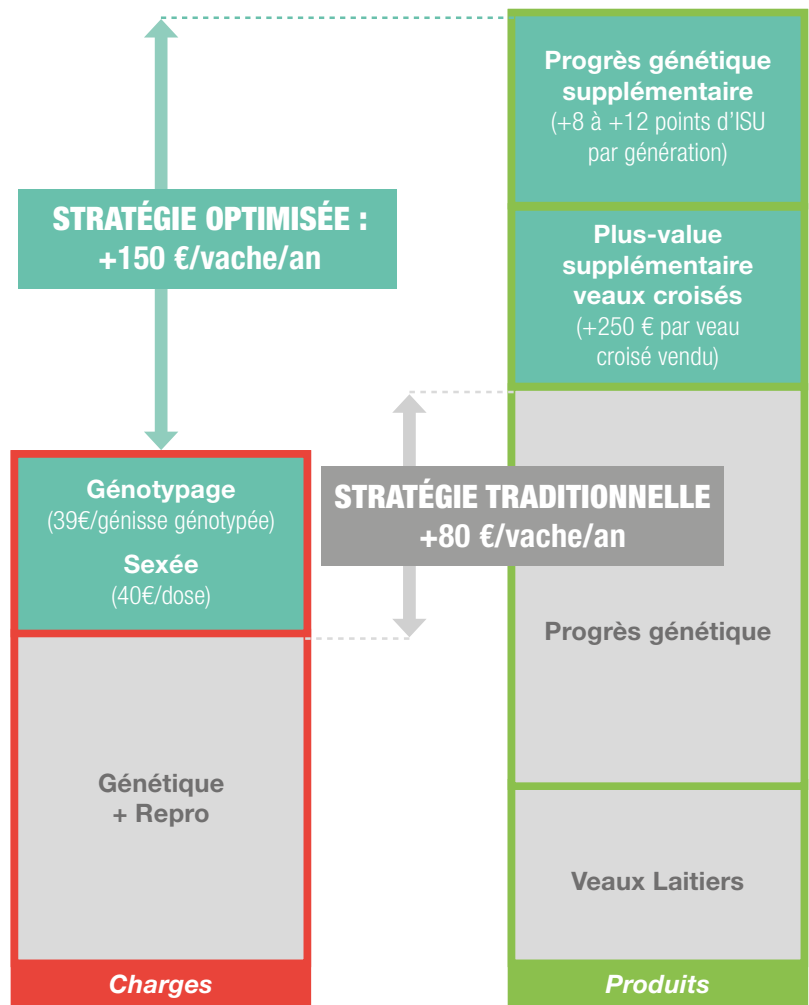 Progrès génétique
supplémentaire
(+8 à +12 points d'ISU
par génération)
STRATÉGIE OPTIMISÉE :
+150 €/vache/an
Plus-value
supplémentaire
veaux croisés
(+250 € par veau
croisé vendu)
Génotypage
(39€/génisse génotypée)
Sexée
(40€/dose)
STRATÉGIE TRADITIONNELLE
+80 €/vache/an
Progrès génétique
Génétique
+ Repro
Veaux Laitiers
Charges
Produits